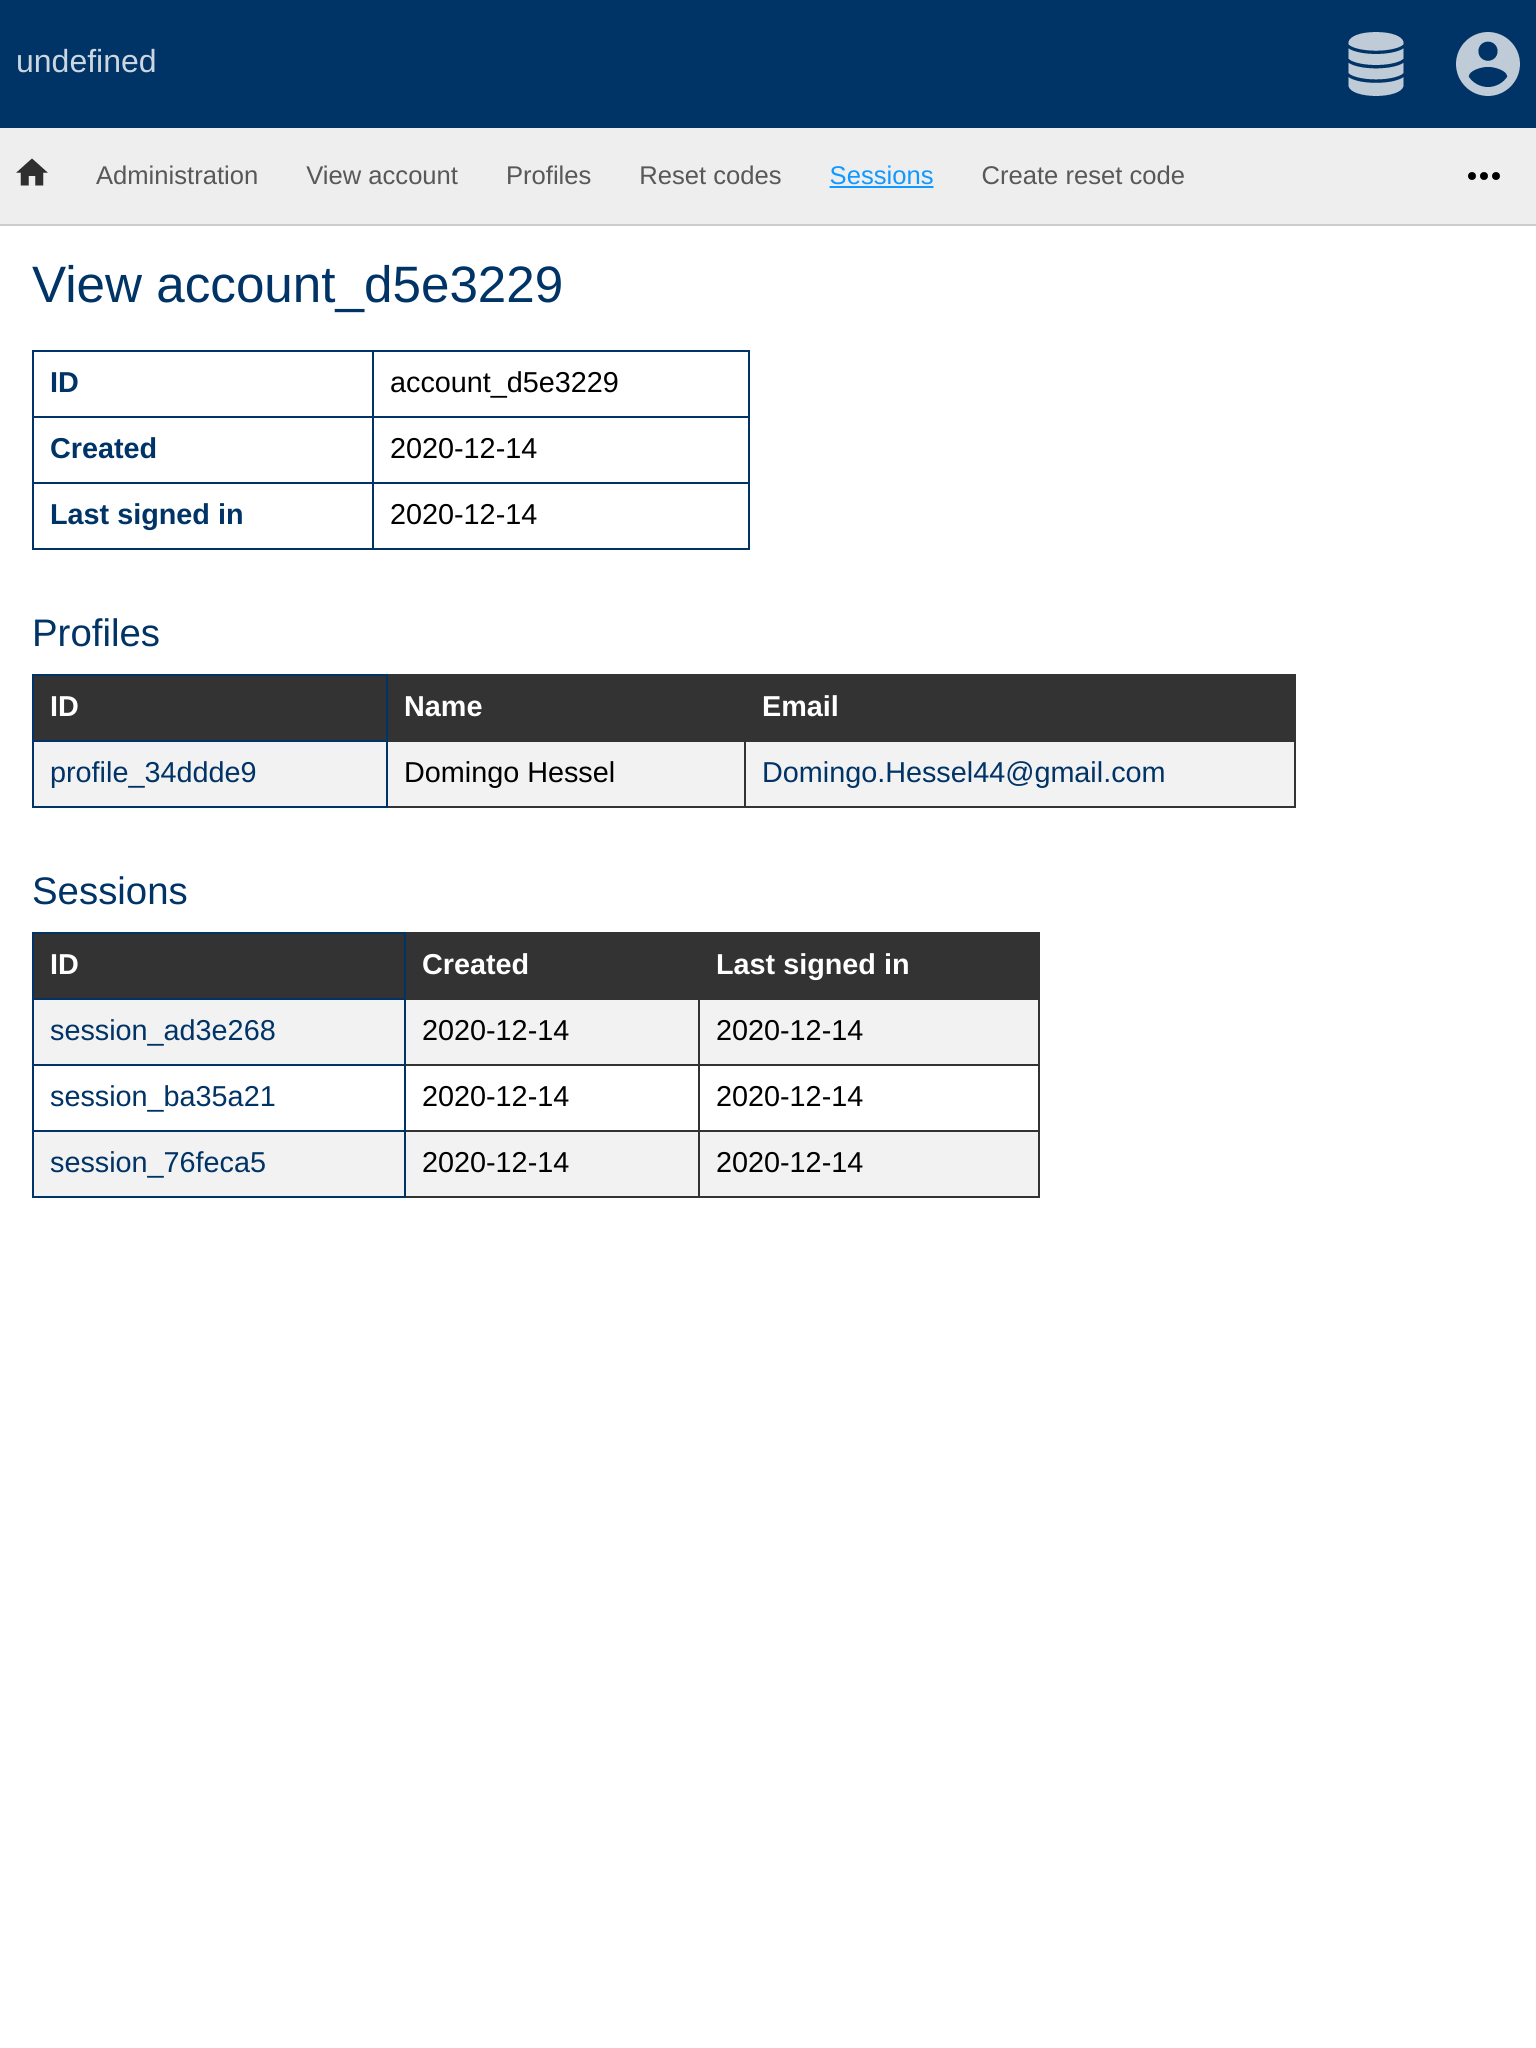 undefined
Administration View account Profiles Reset codes Sessions Create reset code
View account_d5e3229
ID account_d5e3229
Created 2020-12-14
Last signed in 2020-12-14
Profiles
ID Name Email
profile_34ddde9 Domingo Hessel Domingo.Hessel44@gmail.com
Sessions
ID Created Last signed in
session_ad3e268 2020-12-14 2020-12-14
session_ba35a21 2020-12-14 2020-12-14
session_76feca5 2020-12-14 2020-12-14